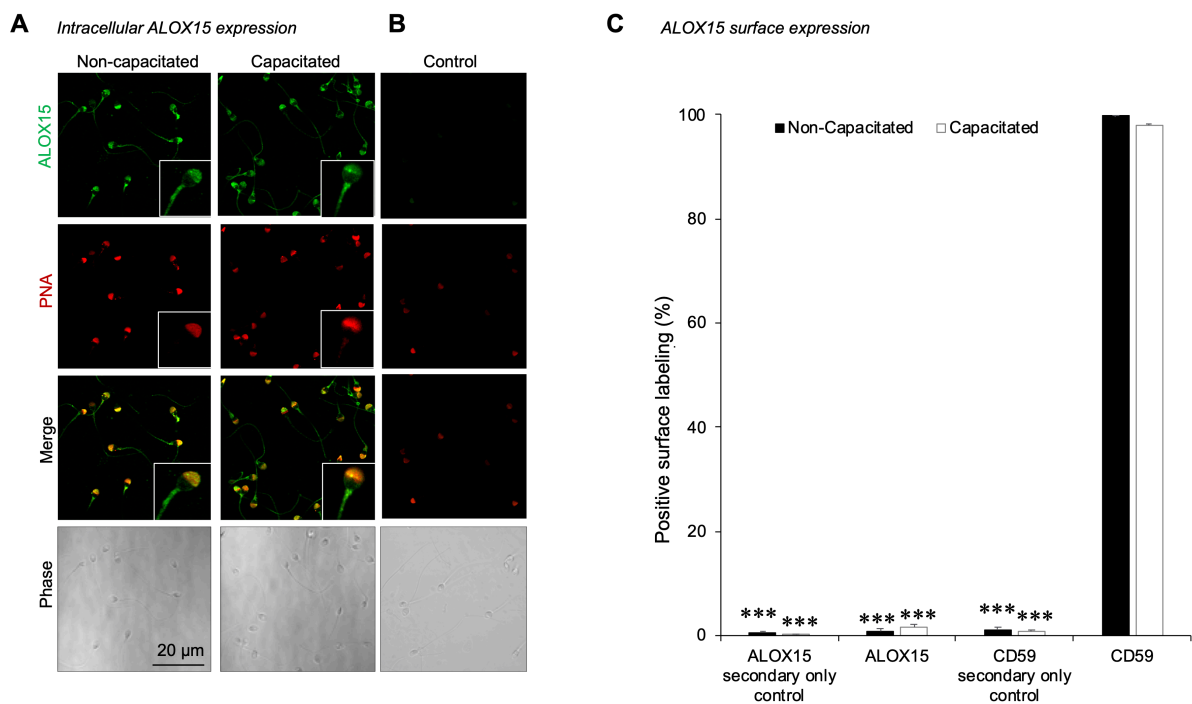 A
Intracellular ALOX15 expression
B
Non-capacitated
Capacitated
Control
ALOX15
PNA
Merge
Phase
20 µm
C
ALOX15 surface expression
Non-Capacitated
Capacitated
Positive surface labeling (%)
100
80
60
40
20
0
***
***
***
***
***
***
ALOX15
secondary only
control
ALOX15
CD59
secondary only
control
CD59